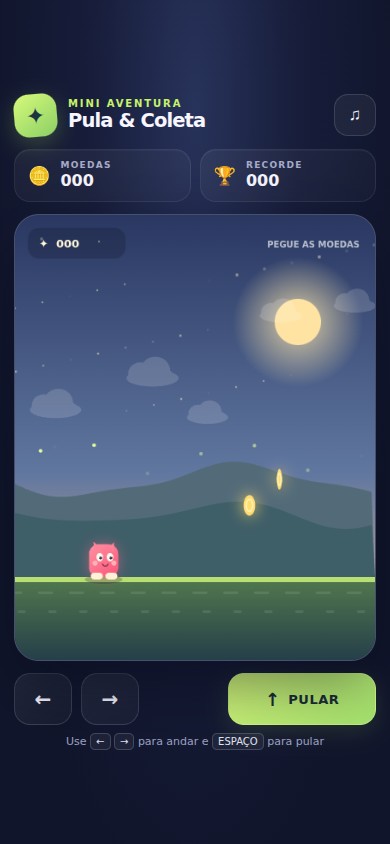 MINI AVENTURA
Pula & Coleta
MOEDAS
000
RECORDE
000
000
PEGUE AS MOEDAS
← →
↑ PULAR
Use ← → para andar e ESPAÇO para pular